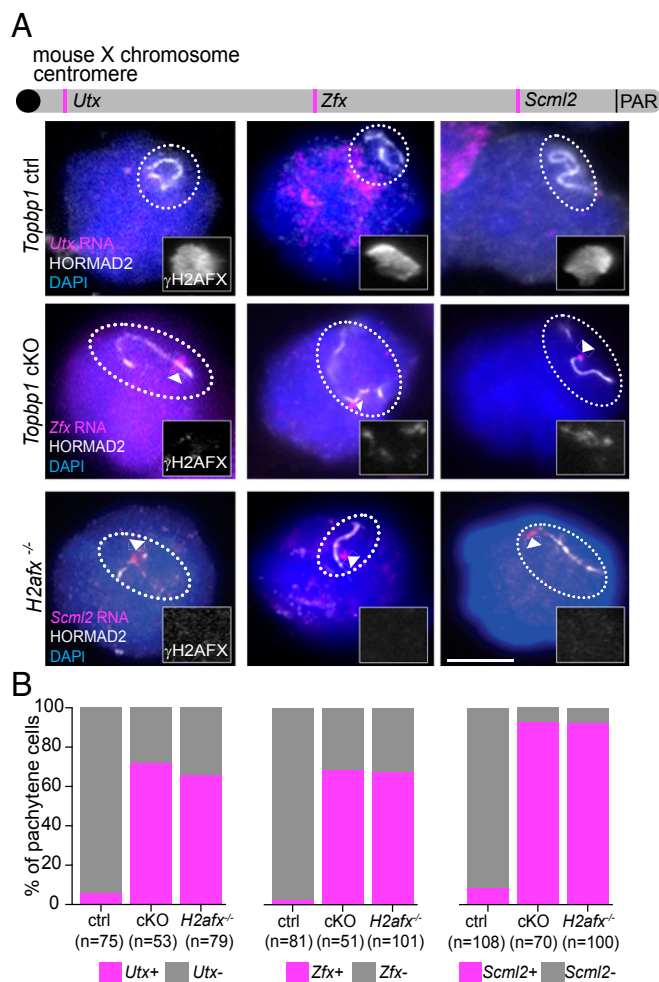 A
mouse X chromosome
centromere
Utx Zfx Scml2 PAR
Topbp1 ctrl
Utx RNA
HORMAD2
DAPI
γH2AFX
Topbp1 cKO
Zfx RNA
HORMAD2
DAPI
γH2AFX
H2afx -/-
Scml2 RNA
HORMAD2
DAPI
γH2AFX
B
% of pachytene cells
100
80
60
40
20
0
ctrl cKO H2afx-/- ctrl cKO H2afx-/- ctrl cKO H2afx-/-
(n=75) (n=53) (n=79) (n=81) (n=51) (n=101) (n=108) (n=70) (n=100)
Utx+ Utx- Zfx+ Zfx- Scml2+ Scml2-